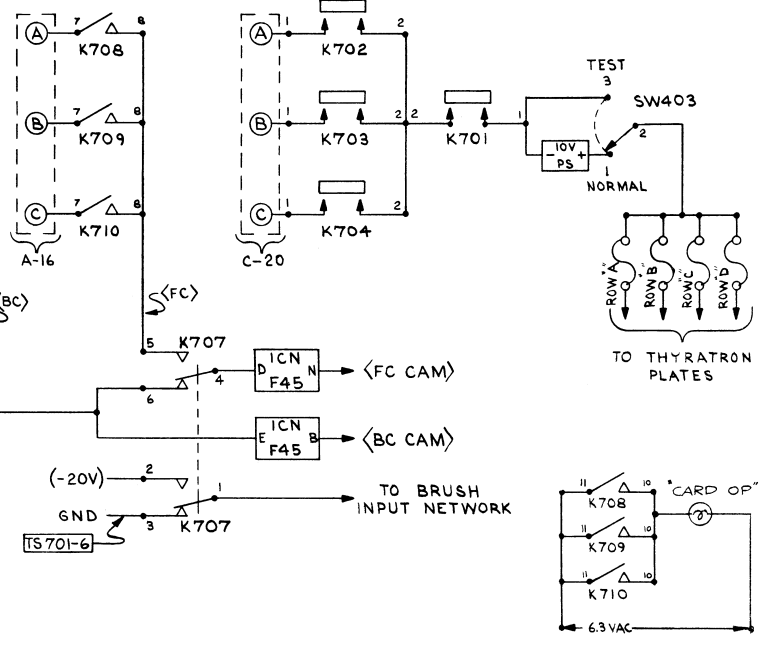 A 7 8 K708
B 7 8 K709
C 7 8 K710
A-16
A 1 2 K702
B 1 2 2 K703
C 1 2 K704
C-20
K701 1
TEST
3
SW403
2
10V
- +
PS
1
NORMAL
"ROW A"
"ROW B"
"ROW C"
"ROW D"
TO THYRATRON
PLATES
<BC>
<FC>
5 K707
6 4
ICN
D N
F45
<FC CAM>
ICN
E B
F45
<BC CAM>
(-20V) 2
1
GND 3 K707
TS701-6
TO BRUSH
INPUT NETWORK
11 10 K708
11 10 K709
11 10 K710
"CARD OP"
6.3 VAC